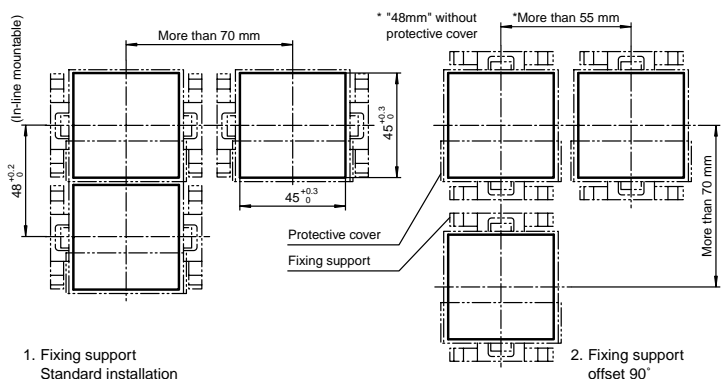 (In-line mountable)
More than 70 mm
* "48mm" without
protective cover
*More than 55 mm
48 +0.2 0
45 +0.3 0
45 +0.3 0
More than 70 mm
Protective cover
Fixing support
1. Fixing support
Standard installation
2. Fixing support
offset 90˚